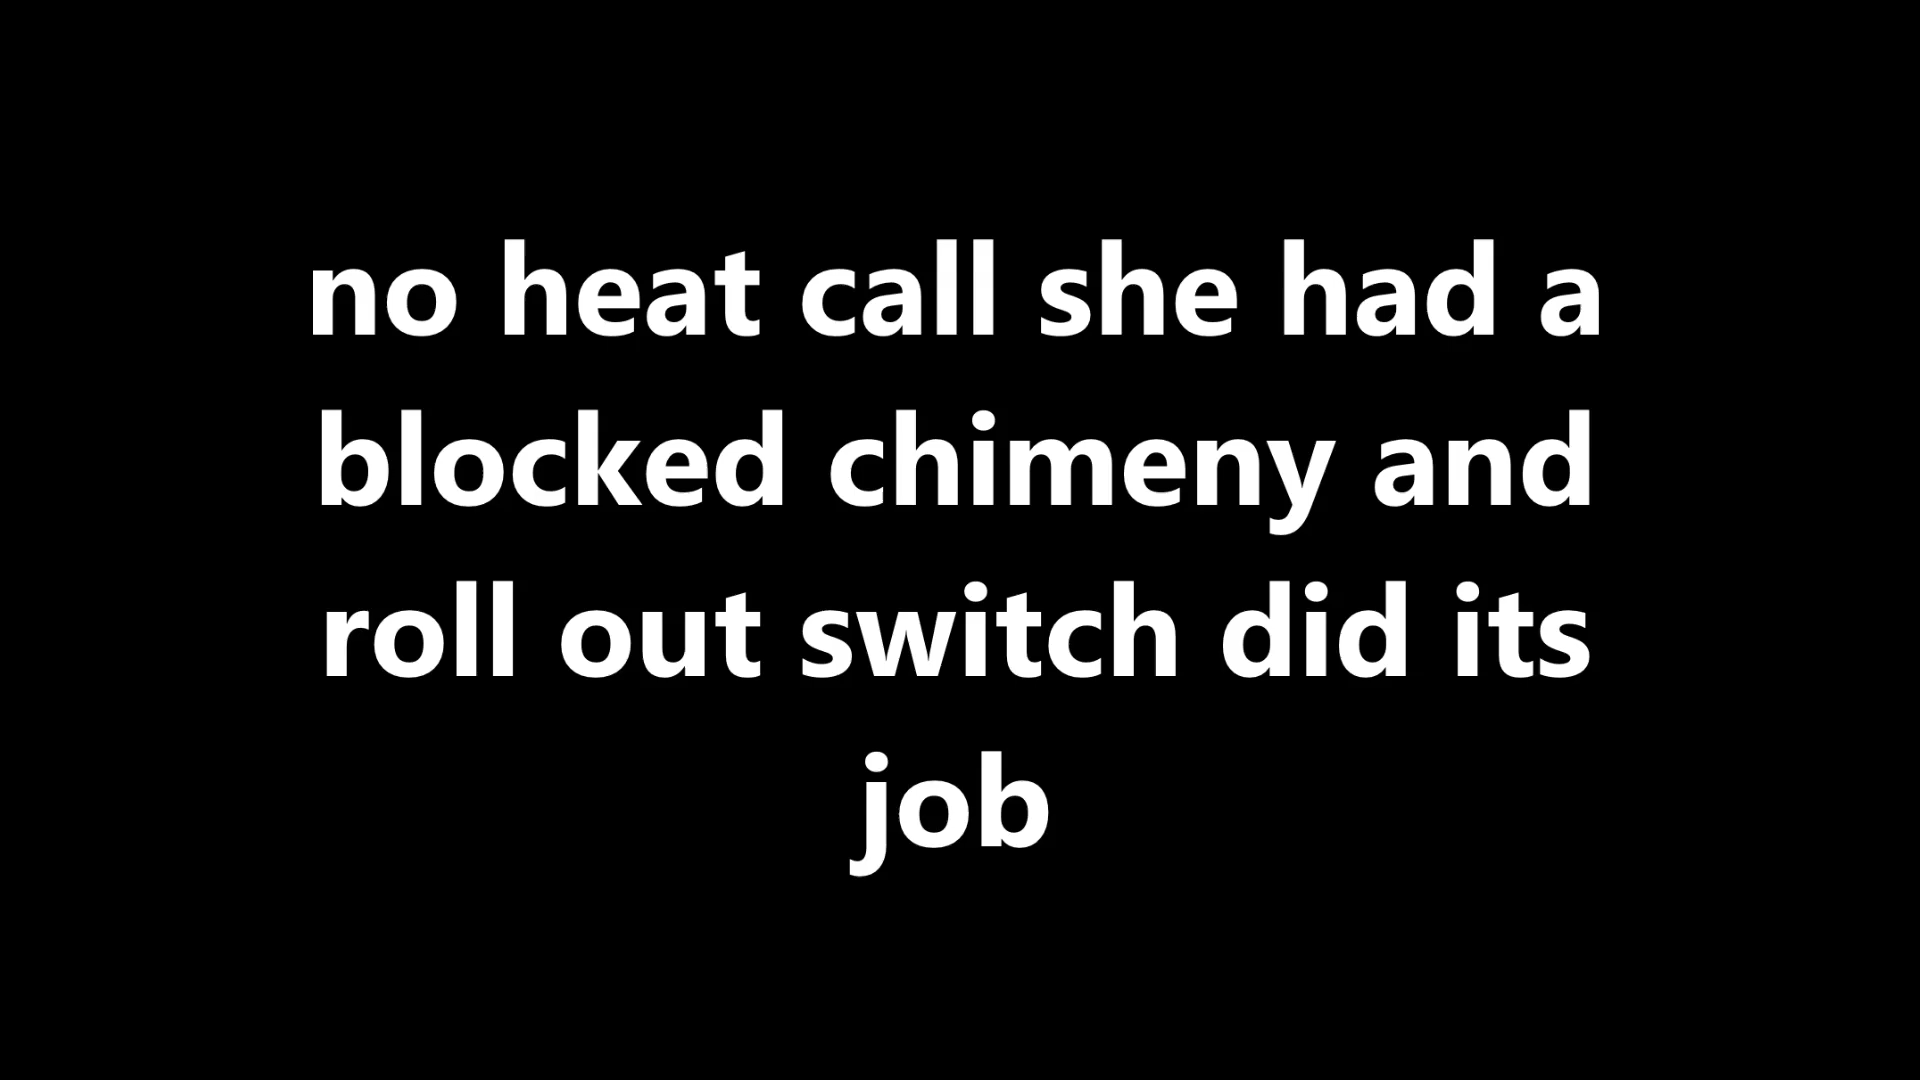 no heat call she had a
blocked chimeny and
roll out switch did its
job